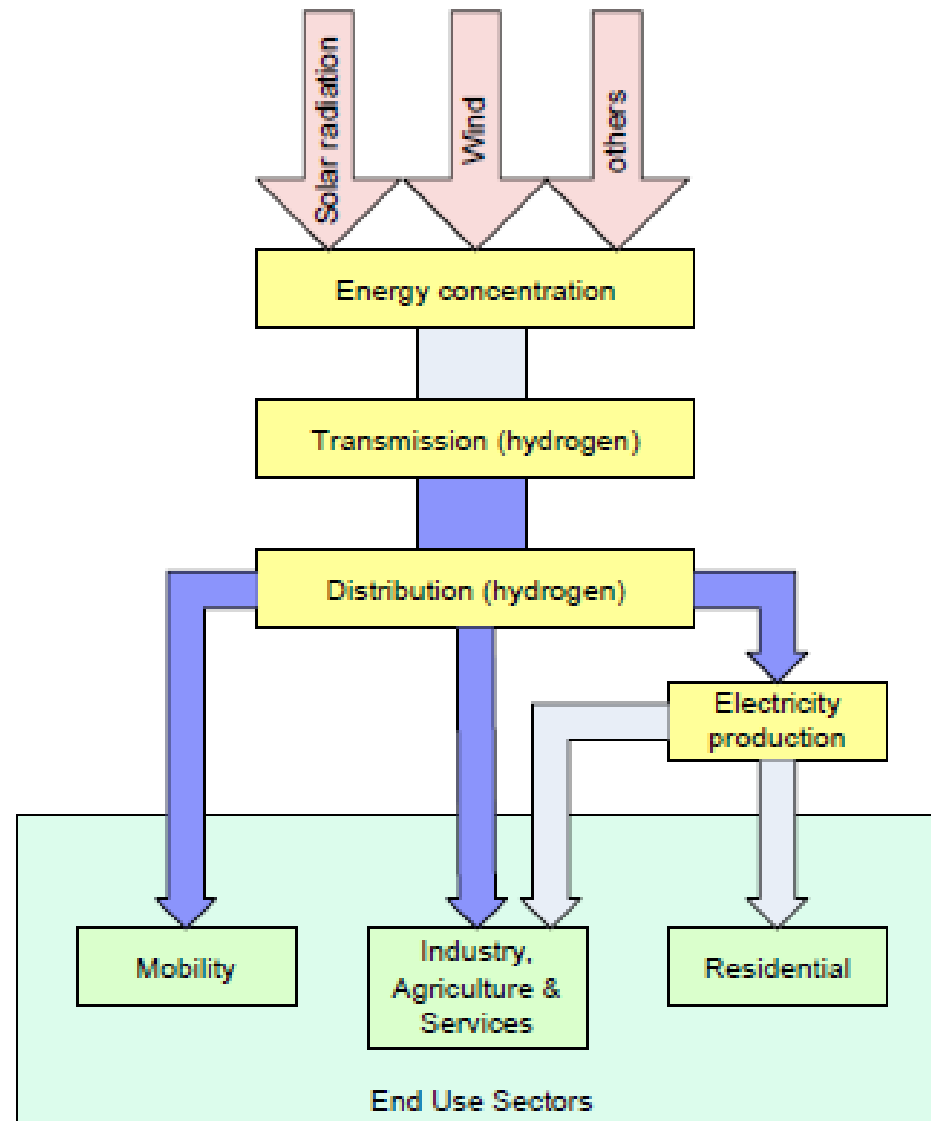 Solar radiation
Wind
others
Energy concentration
Transmission (hydrogen)
Distribution (hydrogen)
Electricity
production
Mobility
Industry,
Agriculture &
Services
Residential
End Use Sectors